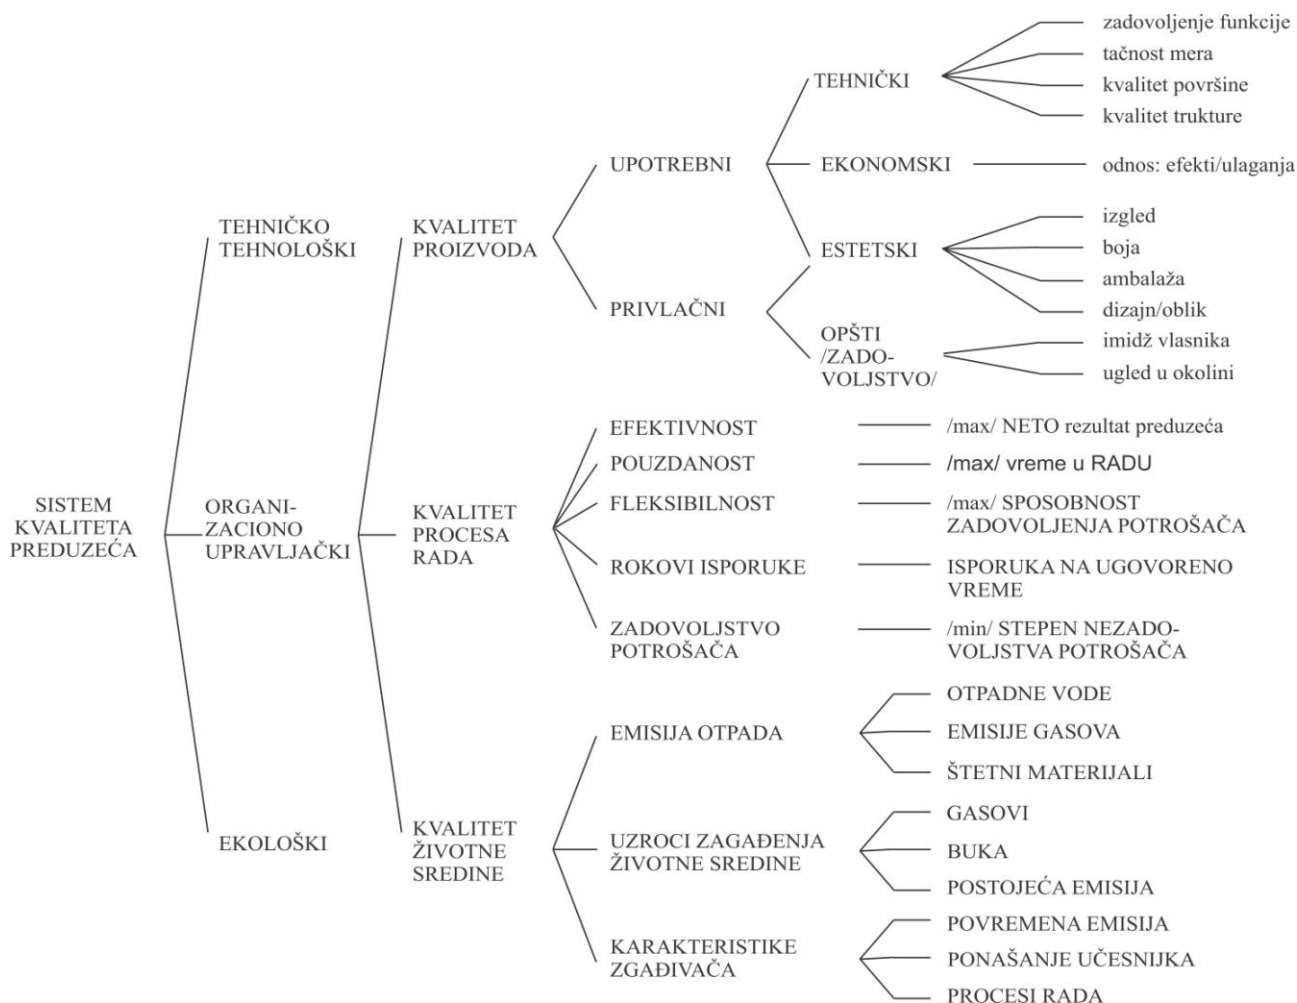 zadovoljenje funkcije
tačnost mera
TEHNIČKI
kvalitet površine
kvalitet trukture
UPOTREBNI
EKONOMSKI
odnos: efekti/ulaganja
TEHNIČKO
TEHNOLOŠKI
KVALITET
PROIZVODA
ESTETSKI
izgled
boja
ambalaža
dizajn/oblik
PRIVLAČNI
OPŠTI
/ZADO-
VOLJSTVO/
imidž vlasnika
ugled u okolini
EFEKTIVNOST
/max/ NETO rezultat preduzeća
POUZDANOST
/max/ vreme u RADU
SISTEM
KVALITETA
PREDUZEĆA
ORGANI-
ZACIONO
UPRAVLJAČKI
KVALITET
PROCESA
RADA
FLEKSIBILNOST
/max/ SPOSOBNOST
ZADOVOLJENJA POTROŠAČA
ROKOVI ISPORUKE
ISPORUKA NA UGOVORENO
VREME
ZADOVOLJSTVO
POTROŠAČA
/min/ STEPEN NEZADO-
VOLJSTVA POTROŠAČA
EMISIJA OTPADA
OTPADNE VODE
EMISIJE GASOVA
ŠTETNI MATERIJALI
EKOLOŠKI
KVALITET
ŽIVOTNE
SREDINE
UZROCI ZAGAĐENJA
ŽIVOTNE SREDINE
GASOVI
BUKA
POSTOJEĆA EMISIJA
KARAKTERISTIKE
ZGAĐIVAČA
POVREMENA EMISIJA
PONAŠANJE UČESNIJKA
PROCESI RADA